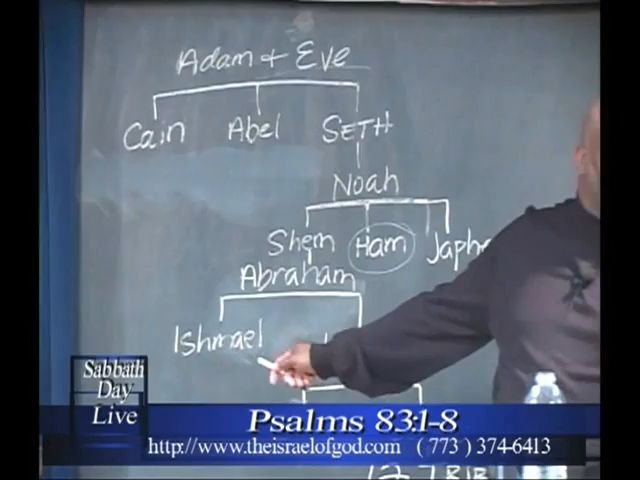 Adam + Eve
Cain Abel SETH
Noah
Shem Ham Japhe
Abraham
Ishmael
Sabbath
Day
Live
Psalms 83:1-8
http://www.theisraelofgod.com ( 773 ) 374-6413